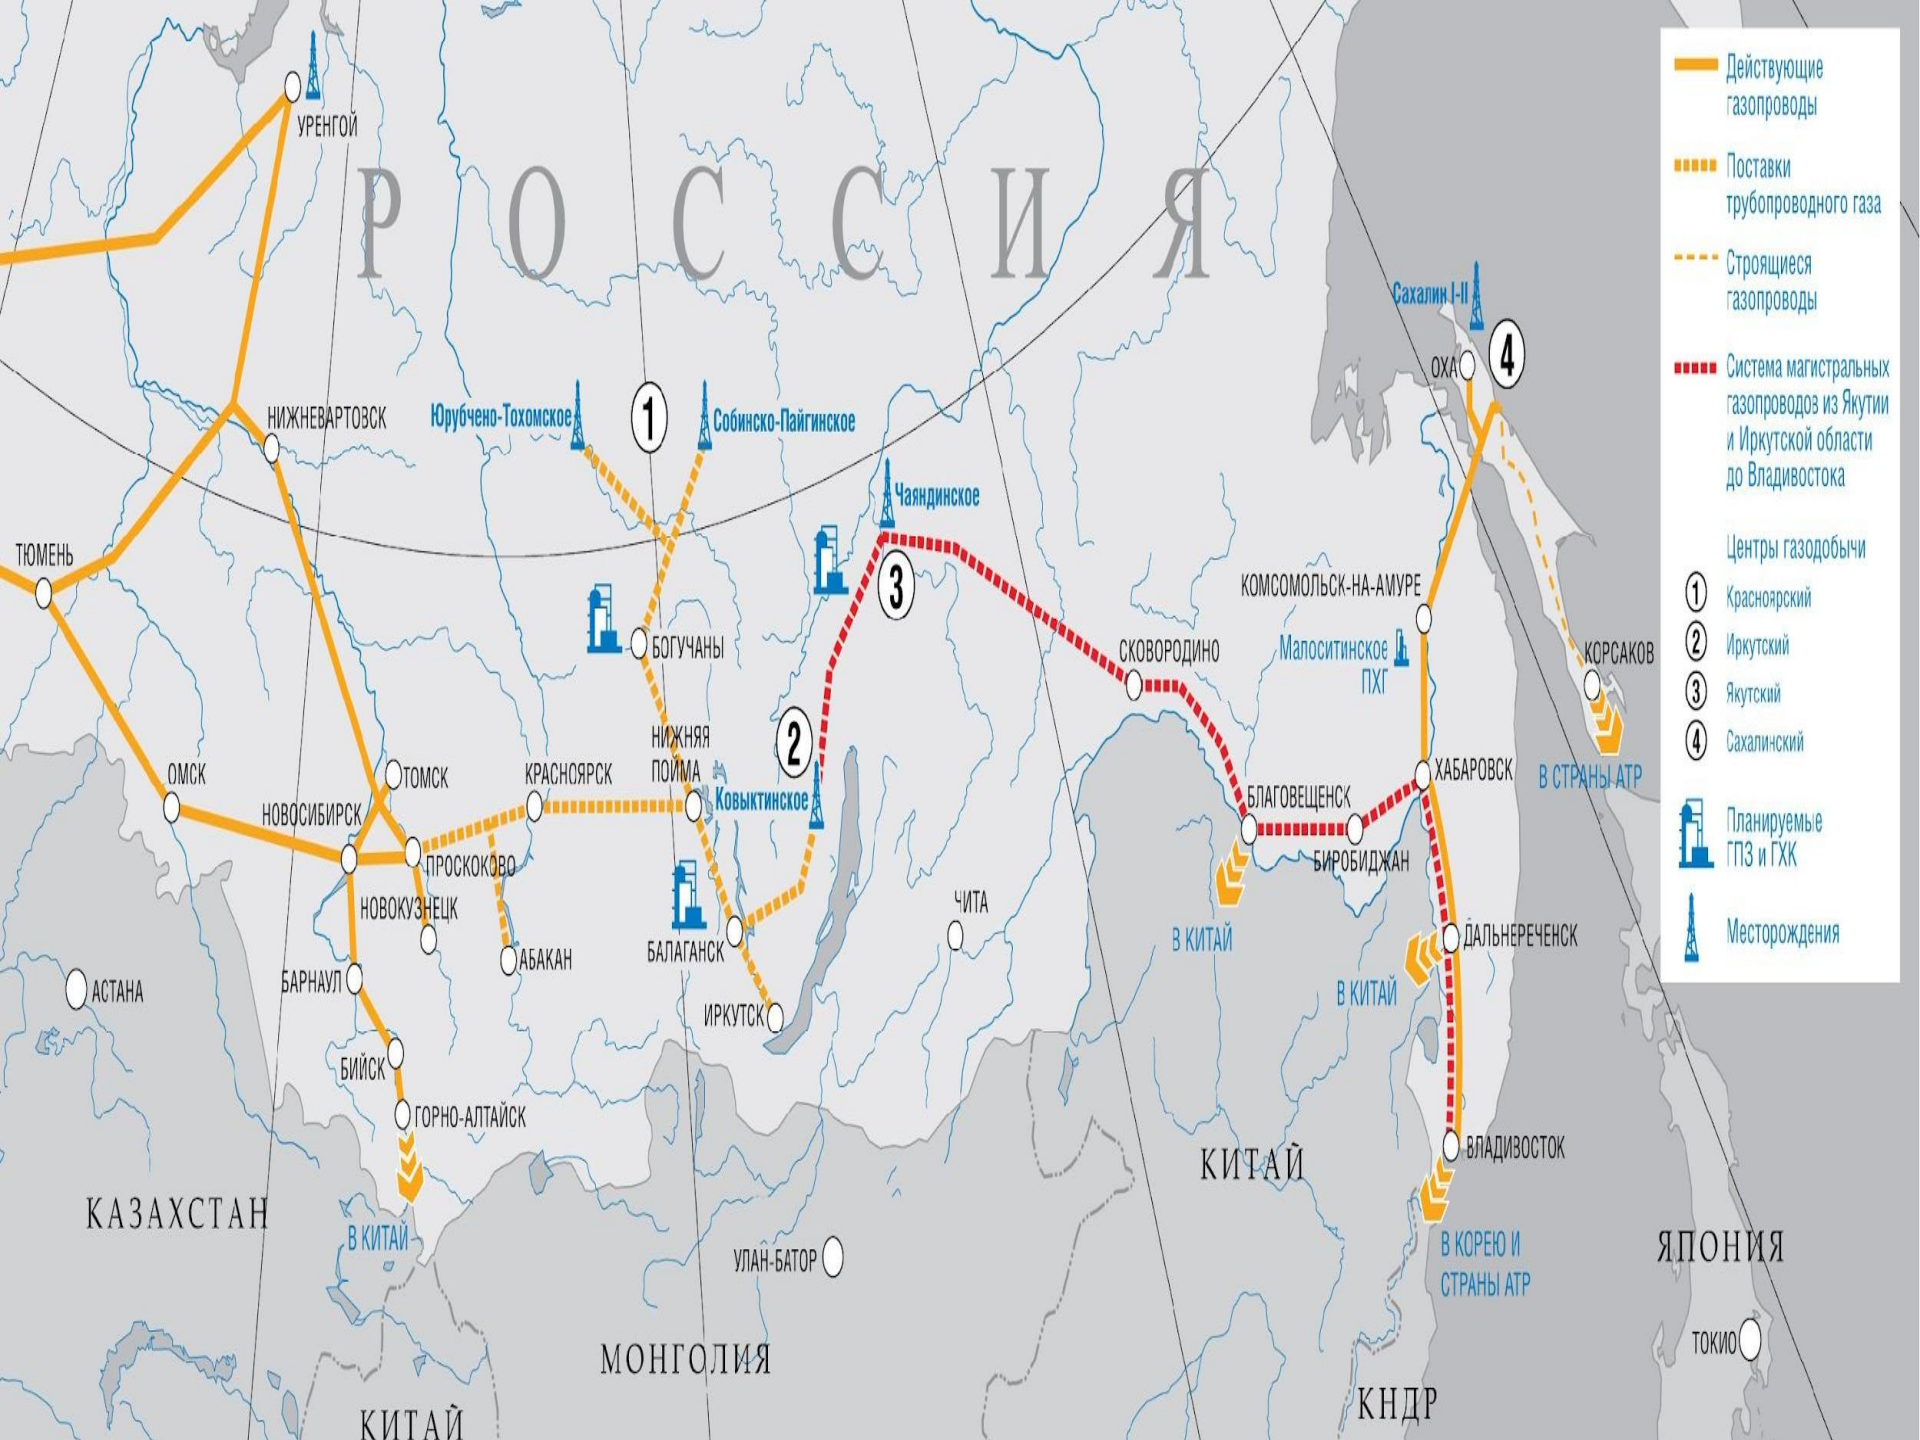 УРЕНГОЙ
РОССИЯ
Сахалин I-II
ОХА
4
НИЖНЕВАРТОВСК
Юрубчено-Тохомское
1
Собинско-Пайгинское
Чаяндинское
3
ТЮМЕНЬ
КОМСОМОЛЬСК-НА-АМУРЕ
Малоситинское
ПХГ
БОГУЧАНЫ
СКОВОРОДИНО
КОРСАКОВ
В СТРАНЫ АТР
2
НИЖНЯЯ
ПОЙМА
ОМСК
ТОМСК
КРАСНОЯРСК
Ковыктинское
ХАБАРОВСК
НОВОСИБИРСК
БЛАГОВЕЩЕНСК
БИРОБИДЖАН
ПРОСКОКОВО
НОВОКУЗНЕЦК
ЧИТА
В КИТАЙ
ДАЛЬНЕРЕЧЕНСК
БАЛАГАНСК
АБАКАН
БАРНАУЛ
АСТАНА
В КИТАЙ
ИРКУТСК
БИЙСК
ГОРНО-АЛТАЙСК
ВЛАДИВОСТОК
КИТАЙ
КАЗАХСТАН
В КИТАЙ
УЛАН-БАТОР
В КОРЕЮ И
СТРАНЫ АТР
ЯПОНИЯ
ТОКИО
МОНГОЛИЯ
КНДР
КИТАЙ
Действующие
газопроводы
Поставки
трубопроводного газа
Строящиеся
газопроводы
Система магистральных
газопроводов из Якутии
и Иркутской области
до Владивостока
Центры газодобычи
1 Красноярский
2 Иркутский
3 Якутский
4 Сахалинский
Планируемые
ГПЗ и ГХК
Месторождения